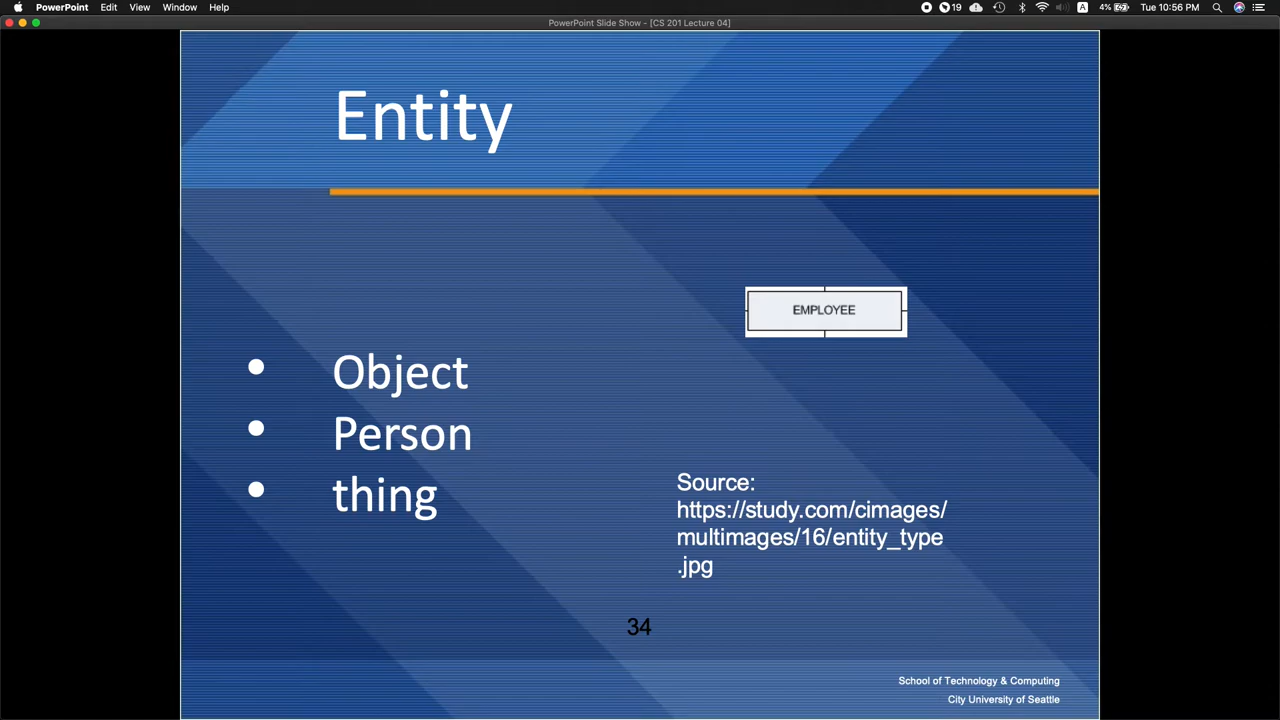 PowerPoint Edit View Window Help 19 A 4% Tue 10:56 PM
PowerPoint Slide Show - [CS 201 Lecture 04]
Entity
EMPLOYEE
• Object
• Person
• thing
Source:
https://study.com/cimages/
multimages/16/entity_type
.jpg
34
School of Technology & Computing
City University of Seattle